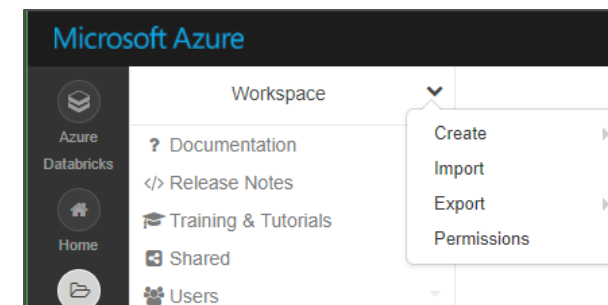 Microsoft Azure
Azure
Databricks
Home
Workspace
? Documentation
</> Release Notes
Training & Tutorials
Shared
Users
Create
Import
Export
Permissions